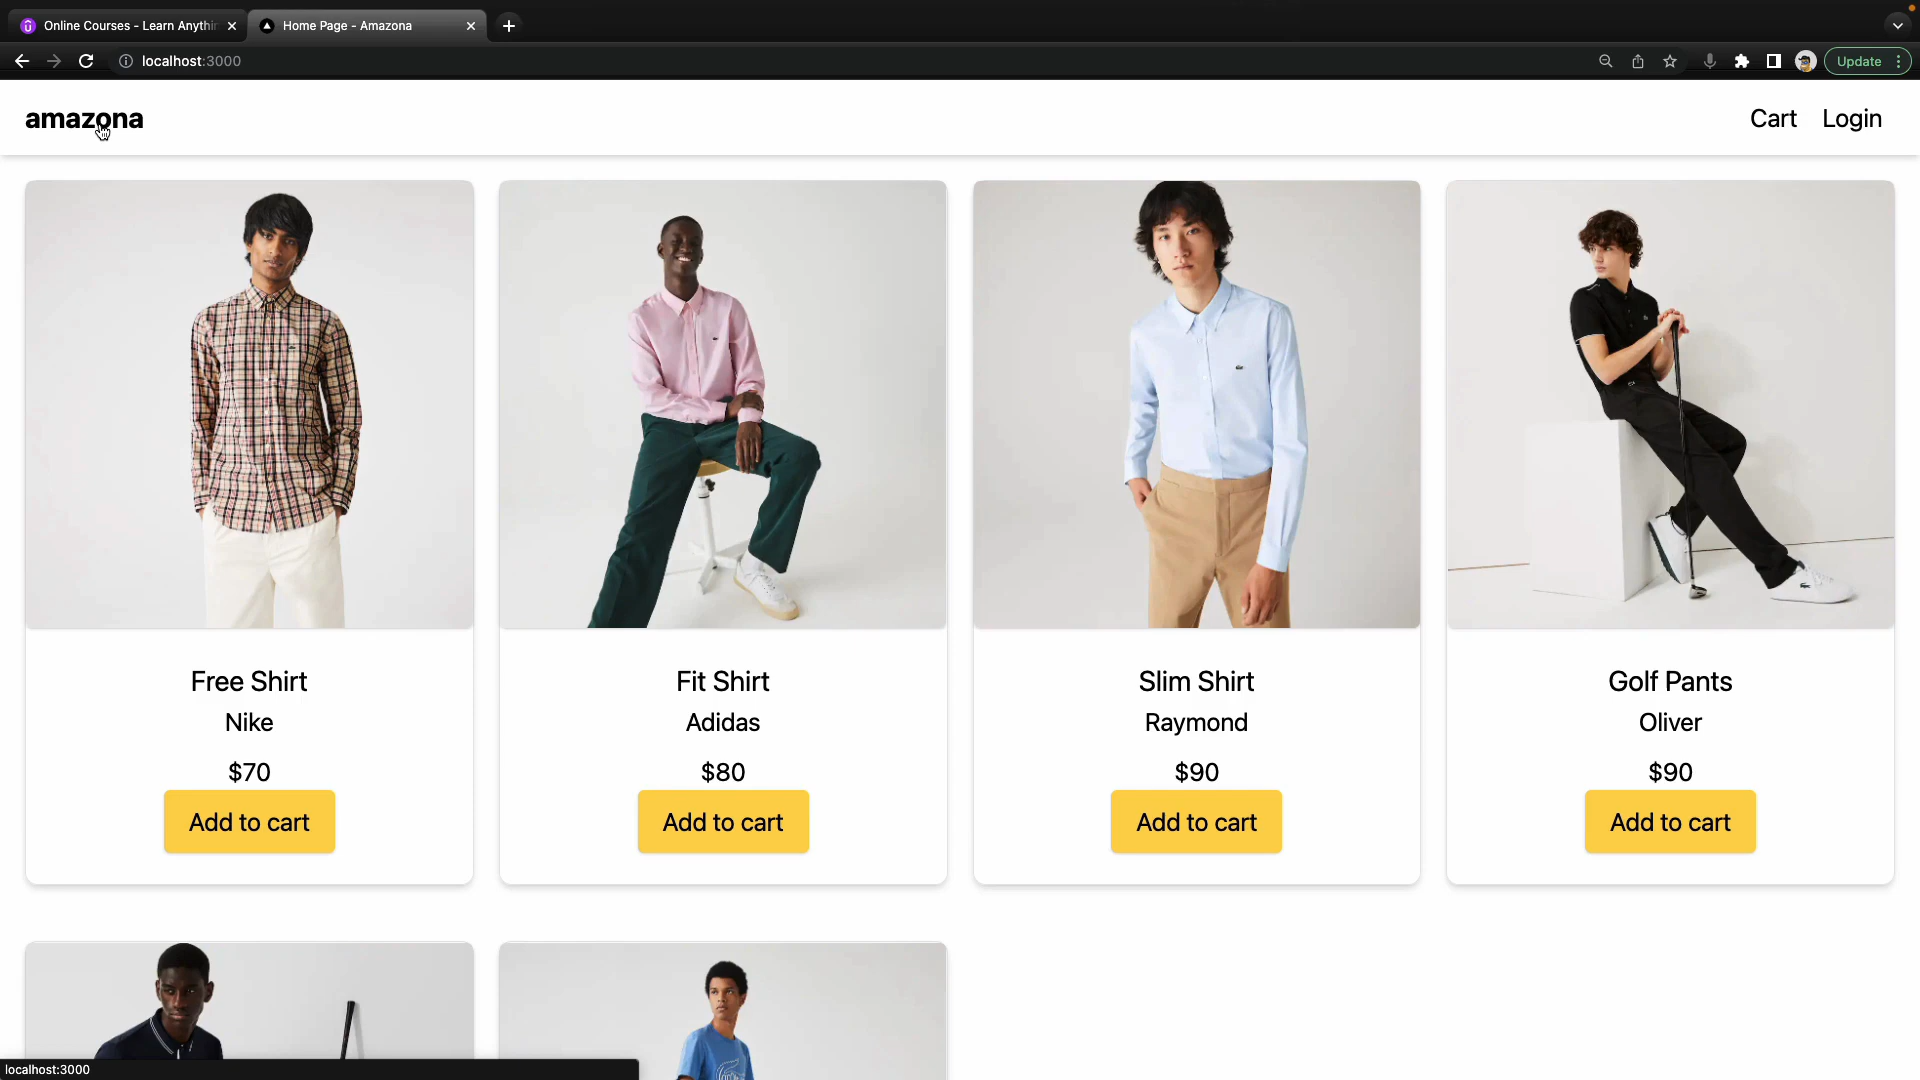 Online Courses - Learn Anythin
Home Page - Amazona
localhost:3000
Update
amazona
Cart
Login
Free Shirt
Nike
$70
Add to cart
Fit Shirt
Adidas
$80
Add to cart
Slim Shirt
Raymond
$90
Add to cart
Golf Pants
Oliver
$90
Add to cart
localhost:3000